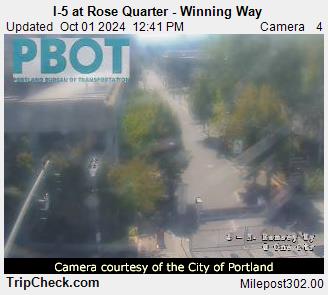 I-5 at Rose Quarter - Winning Way
Updated Oct 01 2024 12:41 PM Camera 4
PBOT
PORTLAND BUREAU OF TRANSPORTATION
Camera courtesy of the City of Portland
TripCheck.com Milepost302.00